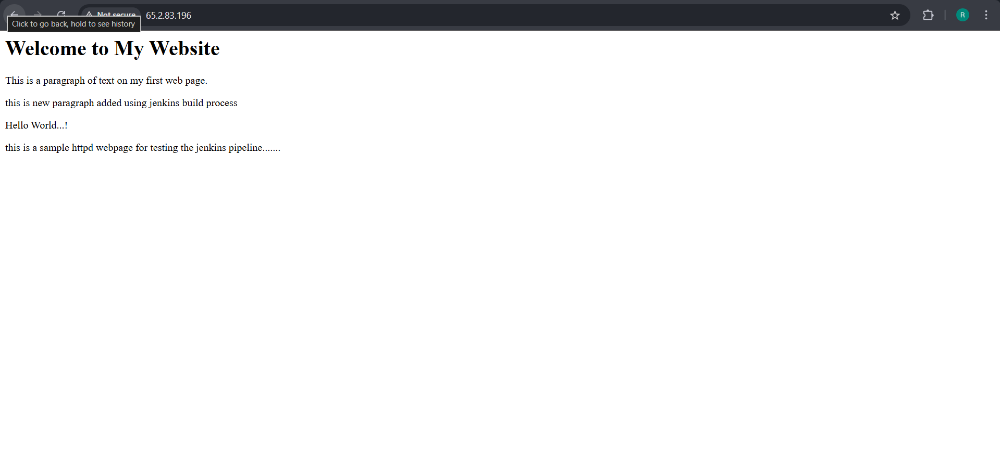 Not secure
65.2.83.196
R
Click to go back, hold to see history
Welcome to My Website
This is a paragraph of text on my first web page.
this is new paragraph added using jenkins build process
Hello World...!
this is a sample httpd webpage for testing the jenkins pipeline.......